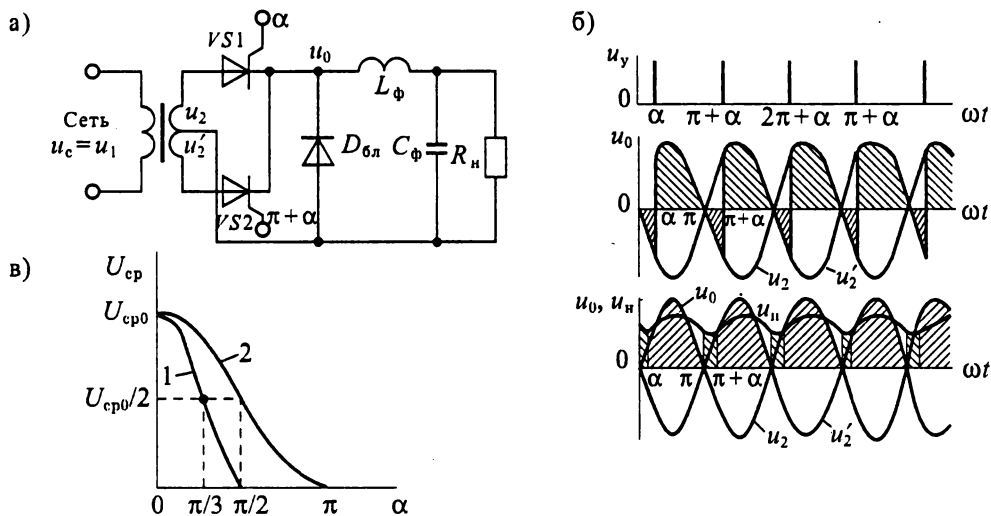 а)
VS1
α
u₀
Lф
Сеть
uс = u₁
u₂
u₂′
Dбл
Cф
Rн
VS2
π + α
б)
uу
0
α
π + α
2π + α
π + α
ωt
u₀
0
α
π
π + α
ωt
u₂
u₂′
u₀, uн
u₀
uн
0
α
π
π + α
ωt
u₂
u₂′
в)
Uср
Uср0
1
2
Uср0/2
0
π/3
π/2
π
α